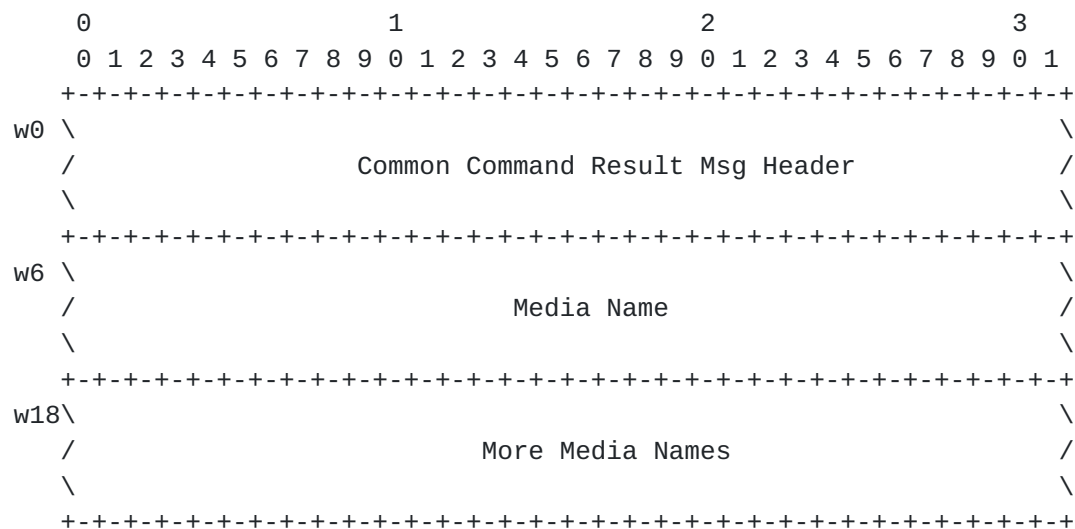 0                   1                   2                   3
     0 1 2 3 4 5 6 7 8 9 0 1 2 3 4 5 6 7 8 9 0 1 2 3 4 5 6 7 8 9 0 1
    +-+-+-+-+-+-+-+-+-+-+-+-+-+-+-+-+-+-+-+-+-+-+-+-+-+-+-+-+-+-+-+-+
w0  \                                                               \
    /                  Common Command Result Msg Header             /
    \                                                               \
    +-+-+-+-+-+-+-+-+-+-+-+-+-+-+-+-+-+-+-+-+-+-+-+-+-+-+-+-+-+-+-+-+
w6  \                                                               \
    /                            Media Name                         /
    \                                                               \
    +-+-+-+-+-+-+-+-+-+-+-+-+-+-+-+-+-+-+-+-+-+-+-+-+-+-+-+-+-+-+-+-+
w18\                                                               \
    /                          More Media Names                     /
    \                                                               \
    +-+-+-+-+-+-+-+-+-+-+-+-+-+-+-+-+-+-+-+-+-+-+-+-+-+-+-+-+-+-+-+-+